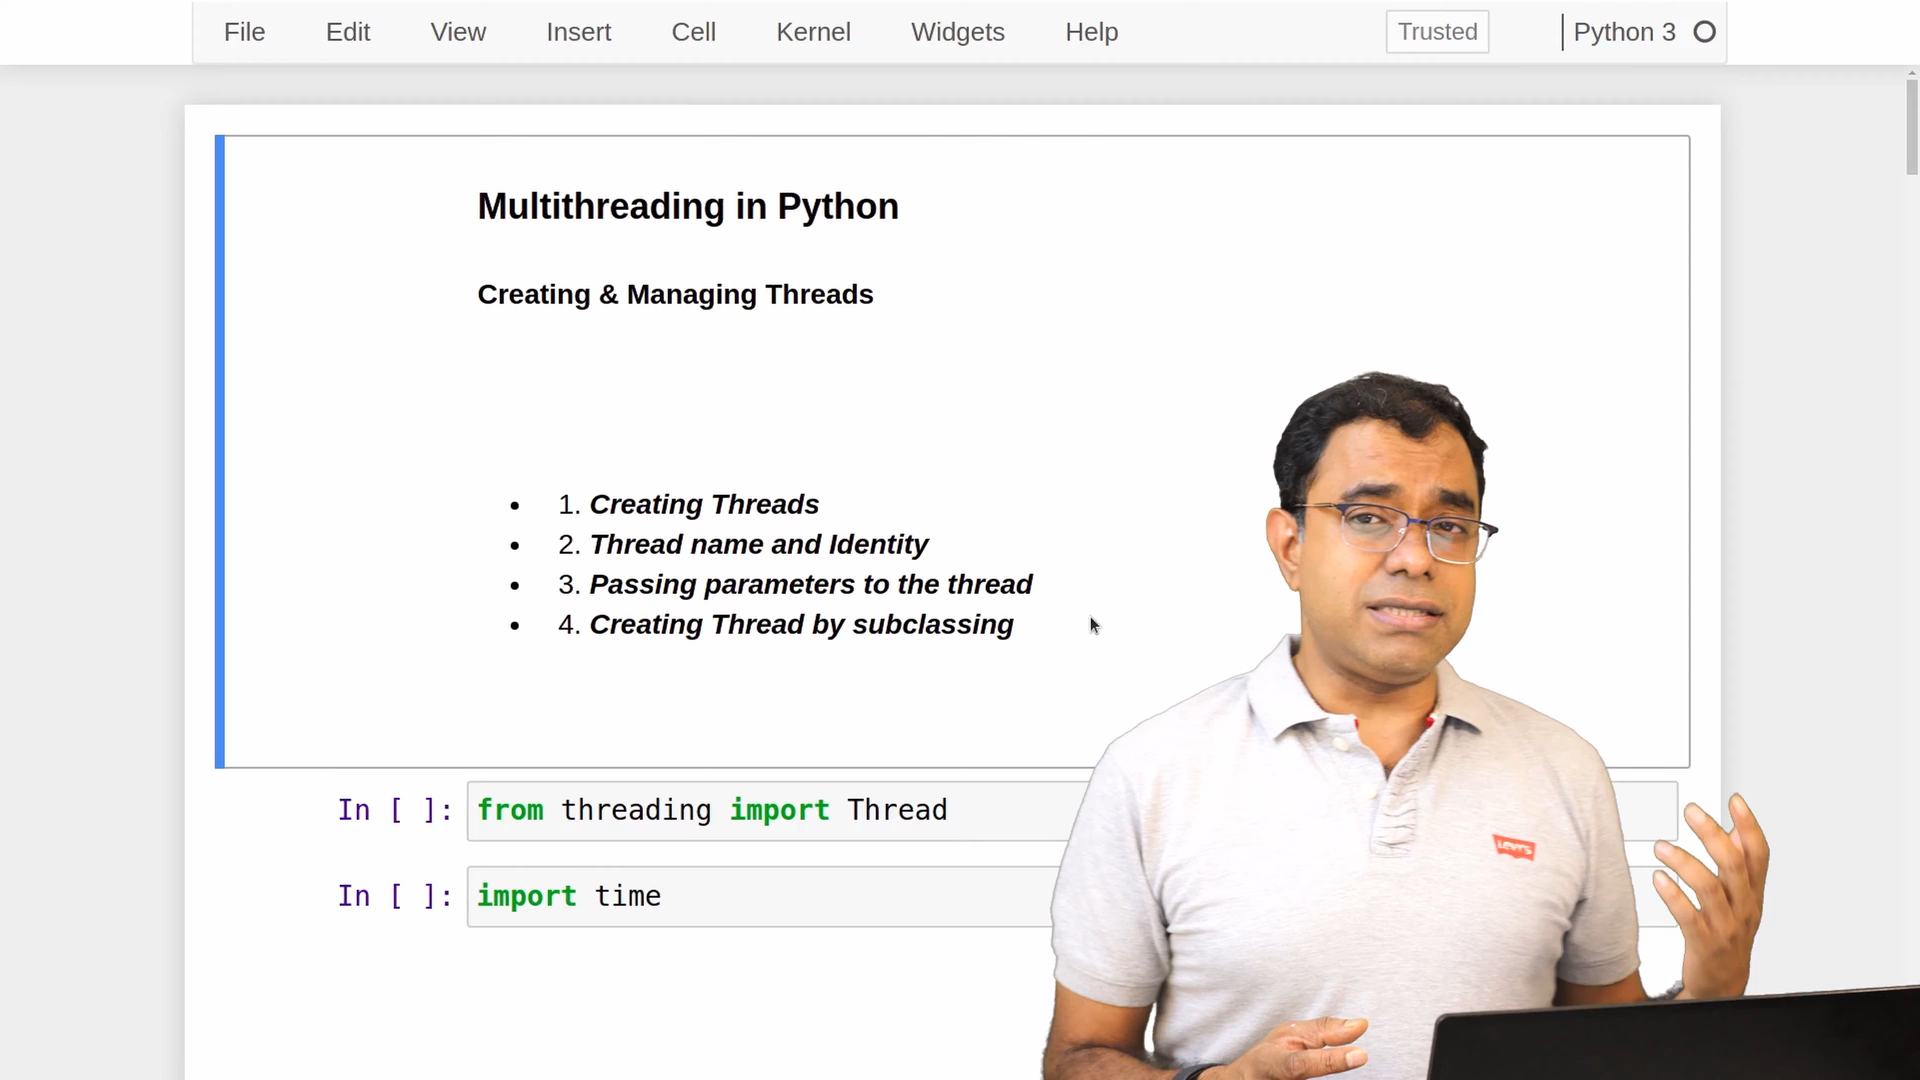 File Edit View Insert Cell Kernel Widgets Help Trusted Python 3
Multithreading in Python
Creating & Managing Threads
1. Creating Threads
2. Thread name and Identity
3. Passing parameters to the thread
4. Creating Thread by subclassing
In [ ]: from threading import Thread
In [ ]: import time
Levi's